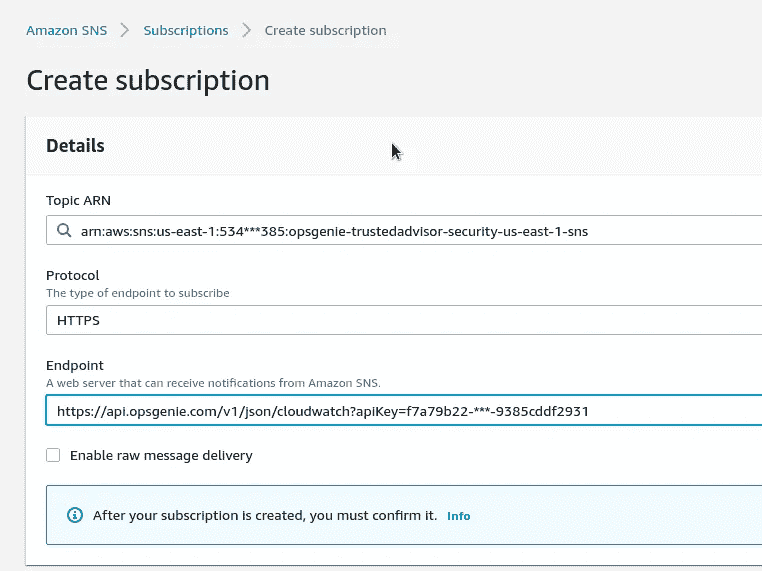 Amazon SNS > Subscriptions > Create subscription
Create subscription
Details
Topic ARN
arn:aws:sns:us-east-1:534***385:opsgenie-trustedadvisor-security-us-east-1-sns
Protocol
The type of endpoint to subscribe
HTTPS
Endpoint
A web server that can receive notifications from Amazon SNS.
https://api.opsgenie.com/v1/json/cloudwatch?apiKey=f7a79b22-***-9385cddf2931
Enable raw message delivery
After your subscription is created, you must confirm it. Info